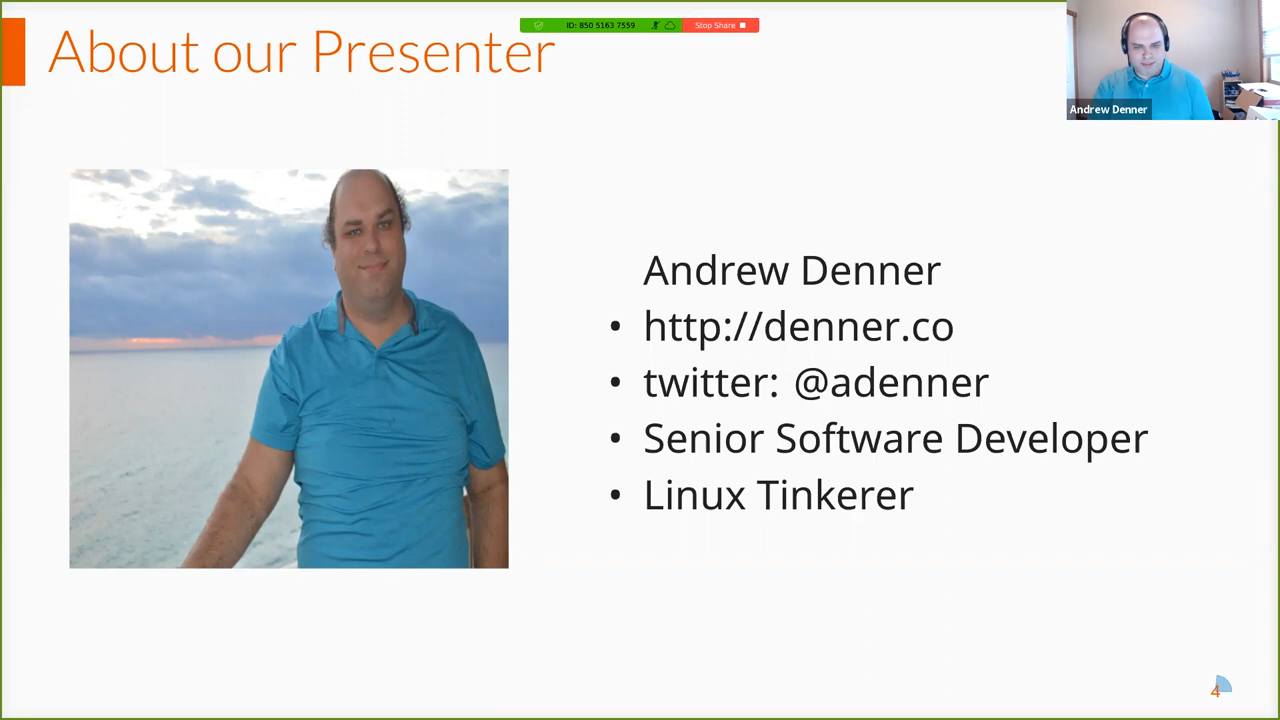 ID: 850 5163 7559
Stop Share
About our Presenter
Andrew Denner
Andrew Denner
• http://denner.co
• twitter: @adenner
• Senior Software Developer
• Linux Tinkerer
4